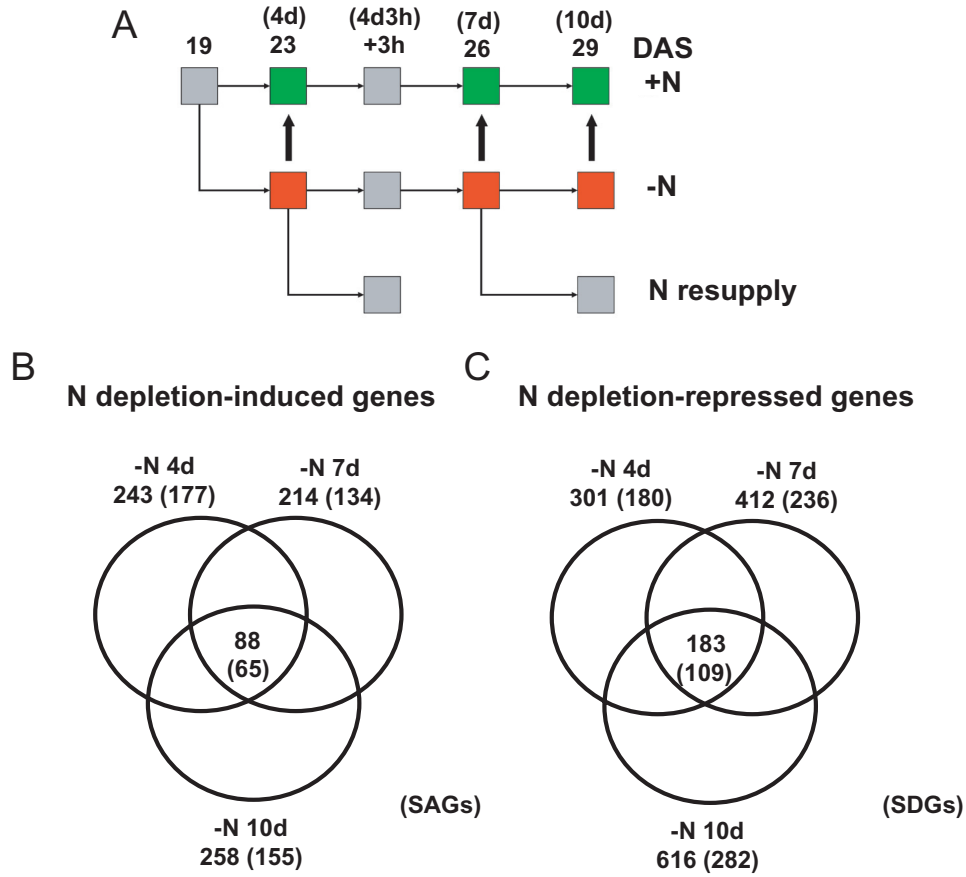 A
(4d) (4d3h) (7d) (10d) DAS
19 23 +3h 26 29 +N
-N
N resupply
B
N depletion-induced genes
-N 4d
243 (177)
-N 7d
214 (134)
88
(65)
(SAGs)
-N 10d
258 (155)
C
N depletion-repressed genes
-N 4d
301 (180)
-N 7d
412 (236)
183
(109)
(SDGs)
-N 10d
616 (282)